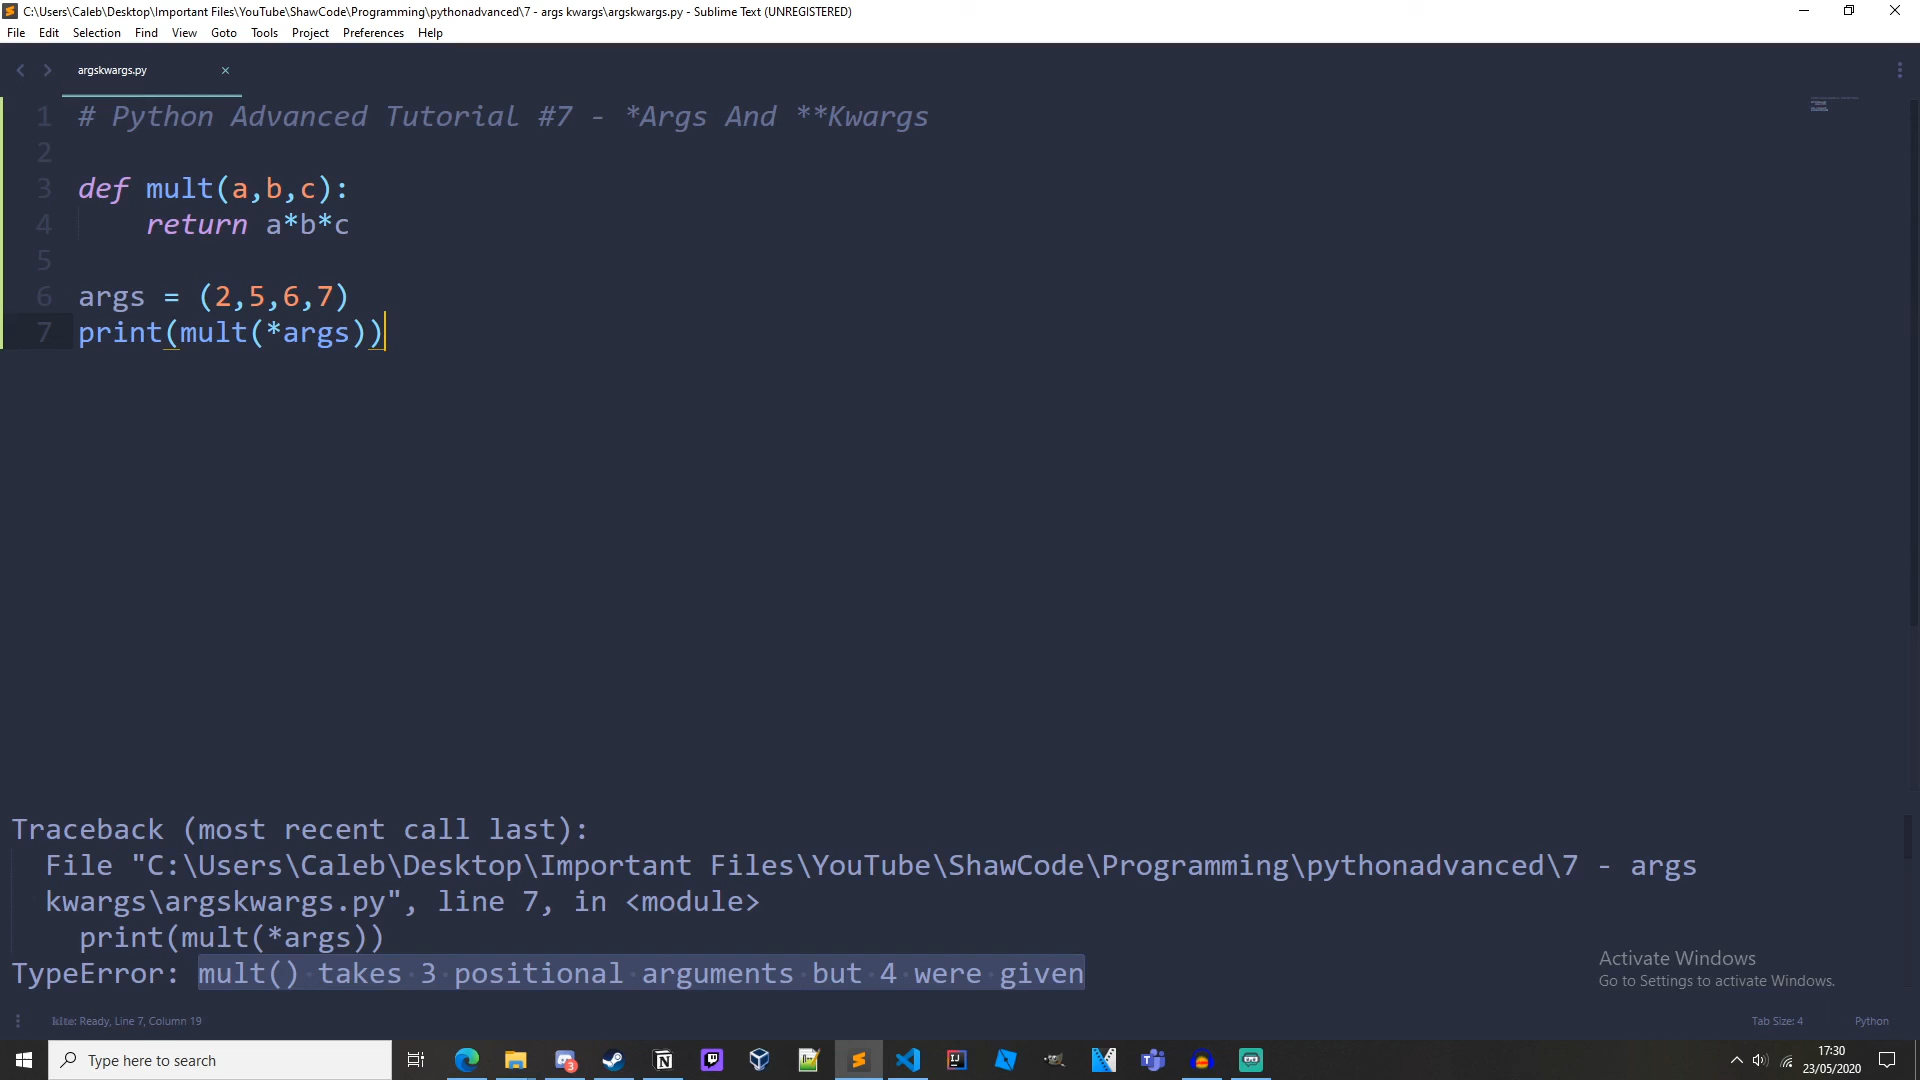 C:\Users\Caleb\Desktop\Important Files\YouTube\ShawCode\Programming\pythonadvanced\7 - args kwargs\argskwargs.py - Sublime Text (UNREGISTERED)
File Edit Selection Find View Goto Tools Project Preferences Help
argskwargs.py
1 # Python Advanced Tutorial #7 - *Args And **Kwargs
2
3 def mult(a,b,c):
4 return a*b*c
5
6 args = (2,5,6,7)
7 print(mult(*args))
Traceback (most recent call last):
File "C:\Users\Caleb\Desktop\Important Files\YouTube\ShawCode\Programming\pythonadvanced\7 - args
kwargs\argskwargs.py", line 7, in <module>
print(mult(*args))
TypeError: mult() takes 3 positional arguments but 4 were given
Activate Windows
Go to Settings to activate Windows.
kite: Ready, Line 7, Column 19
Tab Size: 4
Python
Type here to search
3
17:30
23/05/2020